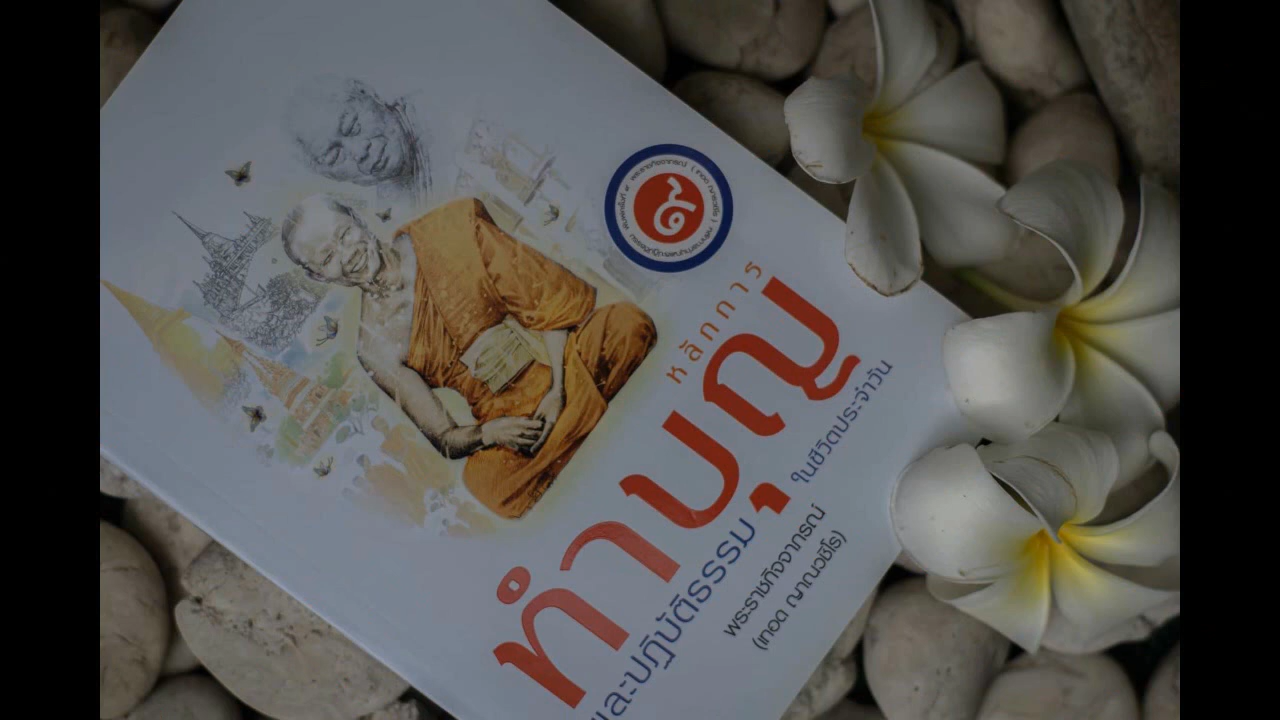 หลักการ
ทำบุญ
และปฏิบัติธรรม
ในชีวิตประจำวัน
พระราชกิจจาภรณ์
(เทอด ญาณวชิโร)
๙